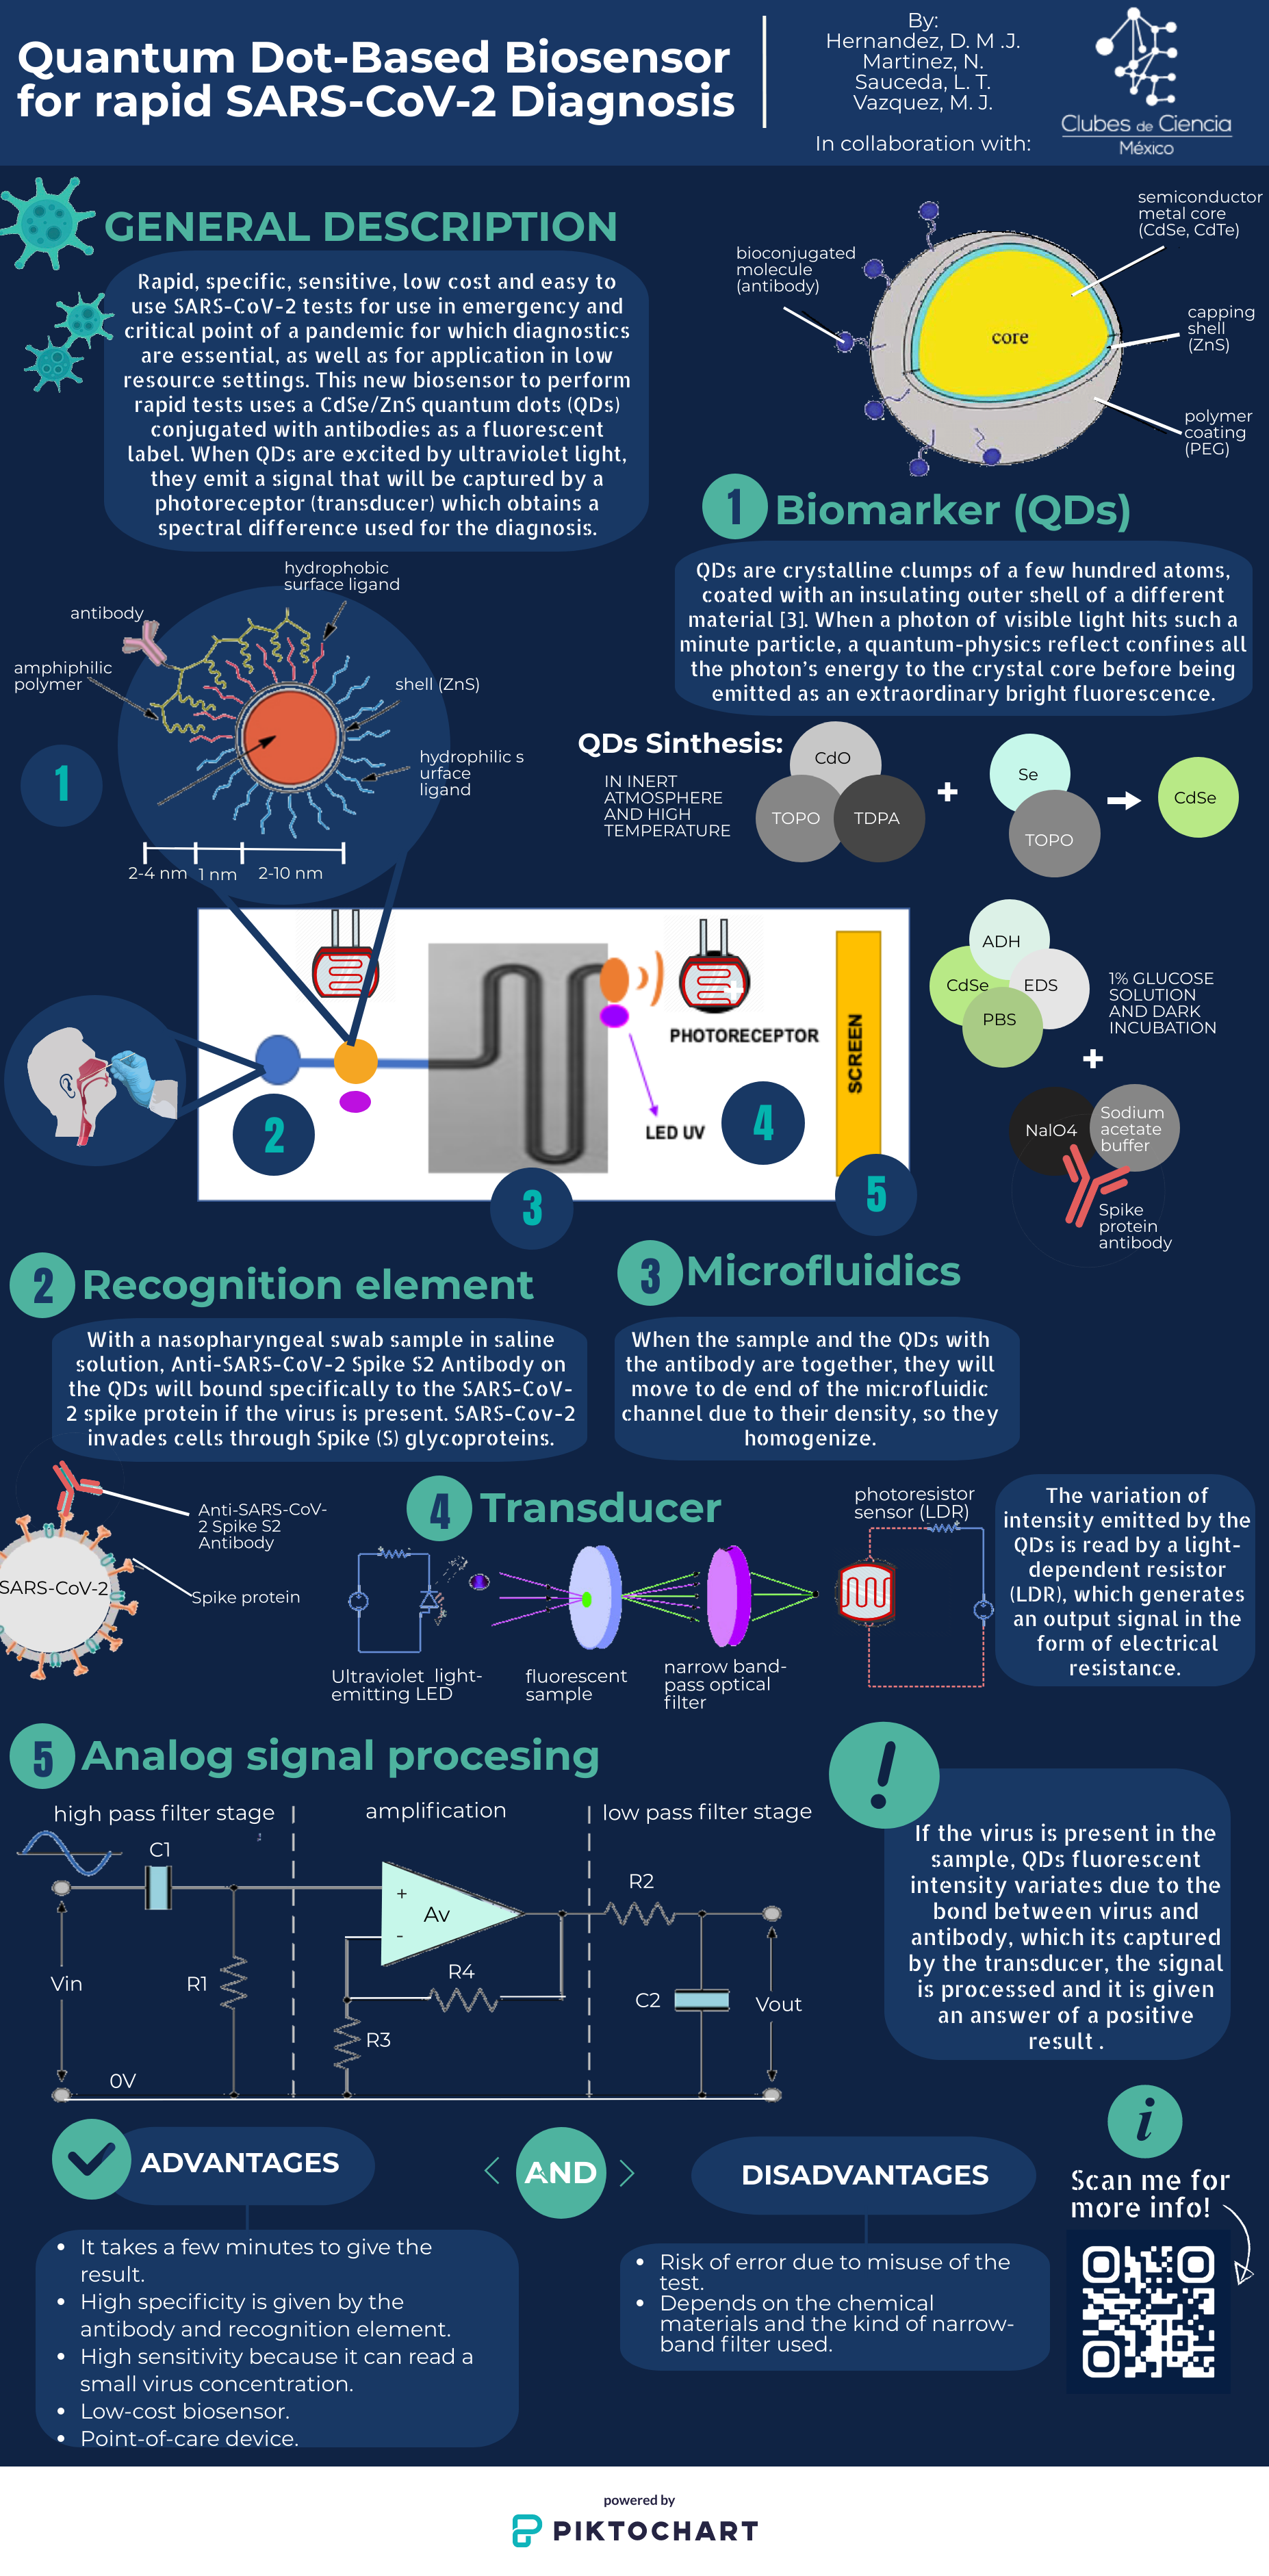 Quantum Dot-Based Biosensor
for rapid SARS-CoV-2 Diagnosis
By:
Hernandez, D. M .J.
Martinez, N.
Sauceda, L. T.
Vazquez, M. J.
In collaboration with:
Clubes de Ciencia
México
GENERAL DESCRIPTION
Rapid, specific, sensitive, low cost and easy to
use SARS-CoV-2 tests for use in emergency and
critical point of a pandemic for which diagnostics
are essential, as well as for application in low
resource settings. This new biosensor to perform
rapid tests uses a CdSe/ZnS quantum dots (QDs)
conjugated with antibodies as a fluorescent
label. When QDs are excited by ultraviolet light,
they emit a signal that will be captured by a
photoreceptor (transducer) which obtains a
spectral difference used for the diagnosis.
semiconductor
metal core
(CdSe, CdTe)
bioconjugated
molecule
(antibody)
core
capping
shell
(ZnS)
polymer
coating
(PEG)
1 Biomarker (QDs)
QDs are crystalline clumps of a few hundred atoms,
coated with an insulating outer shell of a different
material [3]. When a photon of visible light hits such a
minute particle, a quantum-physics reflect confines all
the photon's energy to the crystal core before being
emitted as an extraordinary bright fluorescence.
hydrophobic
surface ligand
antibody
amphiphilic
polymer
shell (ZnS)
hydrophilic s
urface
ligand
1
2-4 nm 1 nm 2-10 nm
QDs Sinthesis:
IN INERT
ATMOSPHERE
AND HIGH
TEMPERATURE
CdO
TOPO
TDPA
+
Se
TOPO
CdSe
ADH
CdSe
EDS
PBS
1% GLUCOSE
SOLUTION
AND DARK
INCUBATION
+
NaIO4
Sodium
acetate
buffer
Spike
protein
antibody
PHOTORECEPTOR
SCREEN
LED UV
2
3
4
5
2 Recognition element
With a nasopharyngeal swab sample in saline
solution, Anti-SARS-CoV-2 Spike S2 Antibody on
the QDs will bound specifically to the SARS-CoV-
2 spike protein if the virus is present. SARS-Cov-2
invades cells through Spike (S) glycoproteins.
3 Microfluidics
When the sample and the QDs with
the antibody are together, they will
move to de end of the microfluidic
channel due to their density, so they
homogenize.
Anti-SARS-CoV-
2 Spike S2
Antibody
SARS-CoV-2
Spike protein
4 Transducer
Ultraviolet light-
emitting LED
fluorescent
sample
narrow band-
pass optical
filter
photoresistor
sensor (LDR)
The variation of
intensity emitted by the
QDs is read by a light-
dependent resistor
(LDR), which generates
an output signal in the
form of electrical
resistance.
5 Analog signal procesing
high pass filter stage
amplification
low pass filter stage
C1
R2
+
Av
-
Vin
R1
R4
R3
C2
Vout
0V
!
If the virus is present in the
sample, QDs fluorescent
intensity variates due to the
bond between virus and
antibody, which its captured
by the transducer, the signal
is processed and it is given
an answer of a positive
result .
ADVANTAGES
< AND >
DISADVANTAGES
• It takes a few minutes to give the
result.
• High specificity is given by the
antibody and recognition element.
• High sensitivity because it can read a
small virus concentration.
• Low-cost biosensor.
• Point-of-care device.
• Risk of error due to misuse of the
test.
• Depends on the chemical
materials and the kind of narrow-
band filter used.
i
Scan me for
more info!
powered by
PIKTOCHART